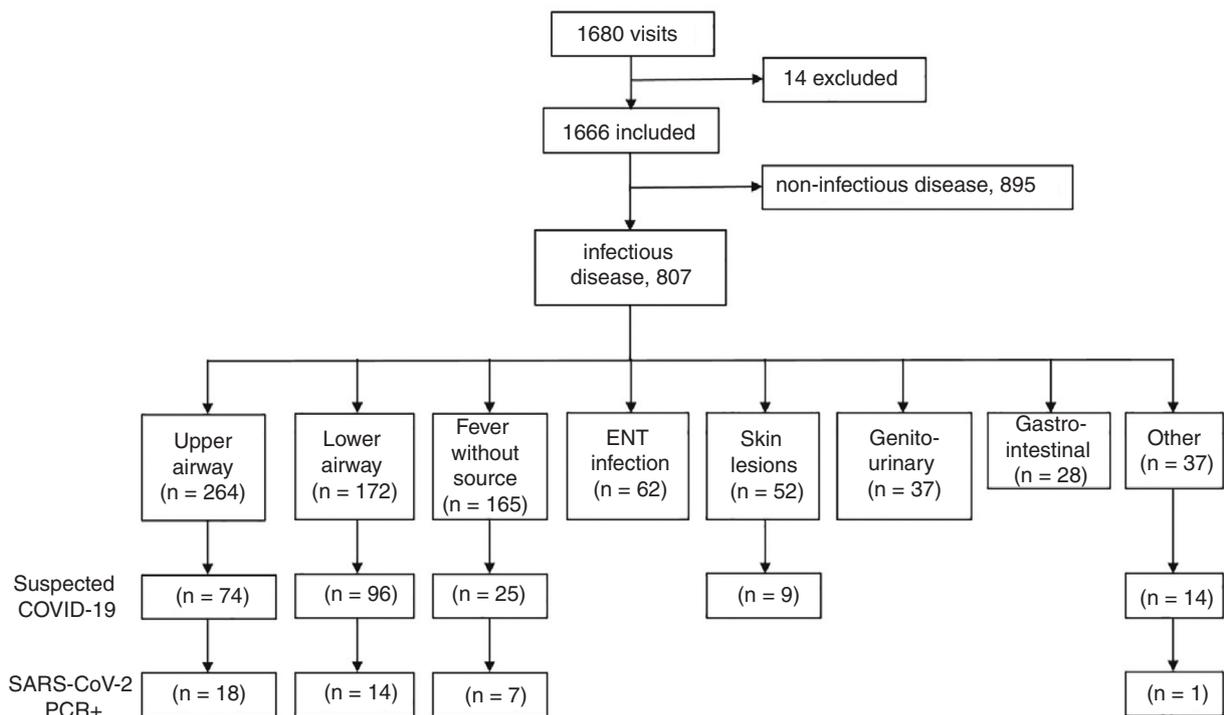 1680 visits
14 excluded
1666 included
non-infectious disease, 895
infectious
disease, 807
Upper
airway
(n = 264)
Lower
airway
(n = 172)
Fever
without
source
(n = 165)
ENT
infection
(n = 62)
Skin
lesions
(n = 52)
Genito-
urinary
(n = 37)
Gastro-
intestinal
(n = 28)
Other
(n = 37)
Suspected
COVID-19
(n = 74)
(n = 96)
(n = 25)
(n = 9)
(n = 14)
SARS-CoV-2
PCR+
(n = 18)
(n = 14)
(n = 7)
(n = 1)